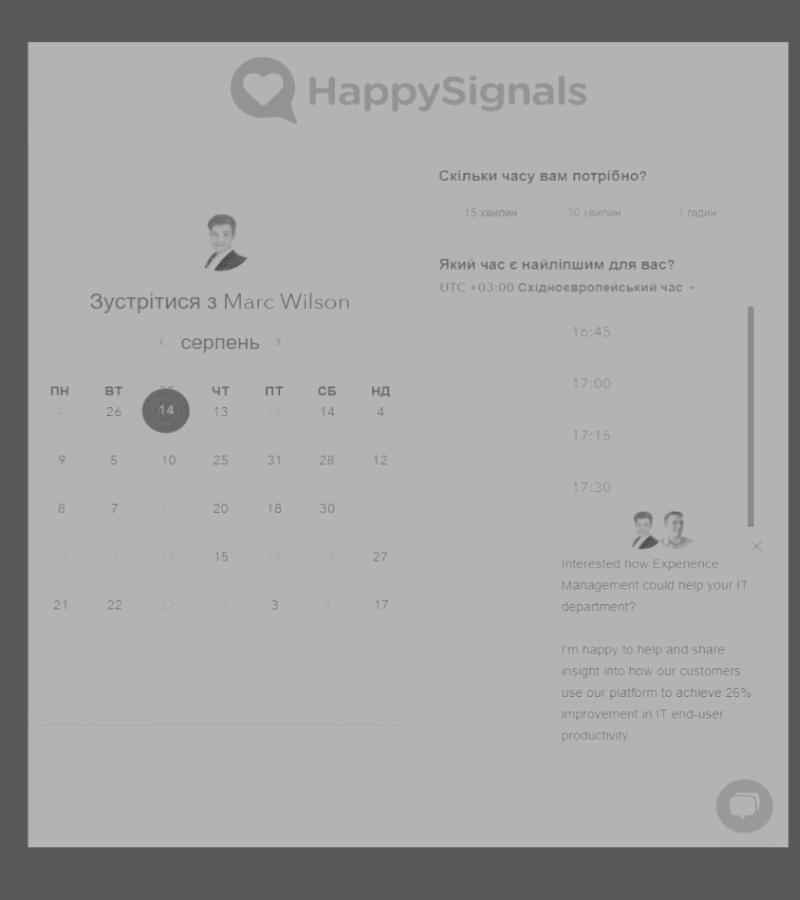 HappySignals
Зустрітися з Marc Wilson
серпень
ПН ВТ ЧТ ПТ СБ НД
4 26 14 13 18 14 4
9 5 10 25 31 28 12
8 7 30 20 18 30 6
27 1 19 15 19 29 27
21 22 27 17 3 9 17
Скільки часу вам потрібно?
15 хвилин 30 хвилин 1 годин
Який час є найліпшим для вас?
UTC +03:00 Східноєвропейський час
16:45
17:00
17:15
17:30
Interested how Experience
Management could help your IT
department?
I'm happy to help and share
insight into how our customers
use our platform to achieve 26%
improvement in IT end-user
productivity